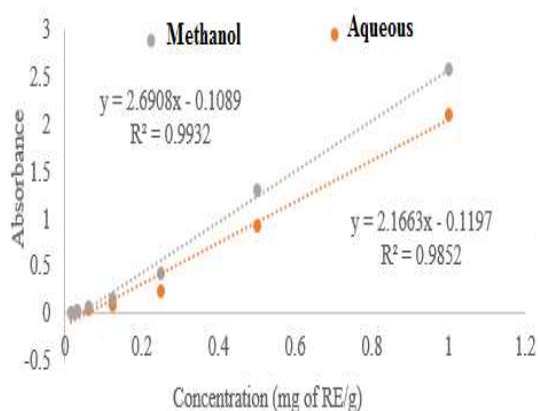 3
Methanol
Aqueous
2.5
y = 2.6908x - 0.1089
R² = 0.9932
2
1.5
Absorbance
1
y = 2.1663x - 0.1197
R² = 0.9852
0.5
0
-0.5
0
0.2
0.4
0.6
0.8
1
1.2
Concentration (mg of RE/g)